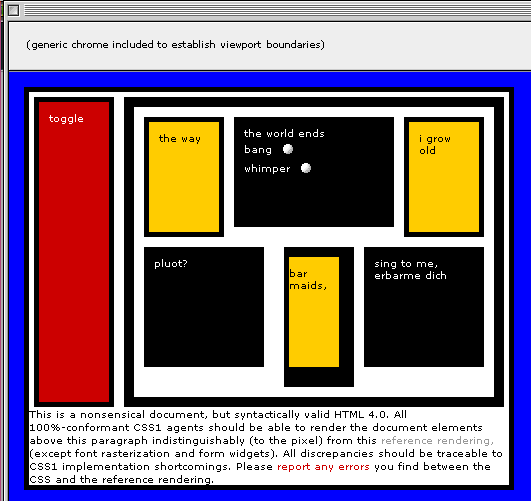 (generic chrome included to establish viewport boundaries)
toggle
the way
the world ends
bang
whimper
i grow
old
pluot?
bar
maids,
sing to me,
erbarme dich
This is a nonsensical document, but syntactically valid HTML 4.0. All
100%-conformant CSS1 agents should be able to render the document elements
above this paragraph indistinguishably (to the pixel) from this reference rendering,
(except font rasterization and form widgets). All discrepancies should be traceable to
CSS1 implementation shortcomings. Please report any errors you find between the
CSS and the reference rendering.